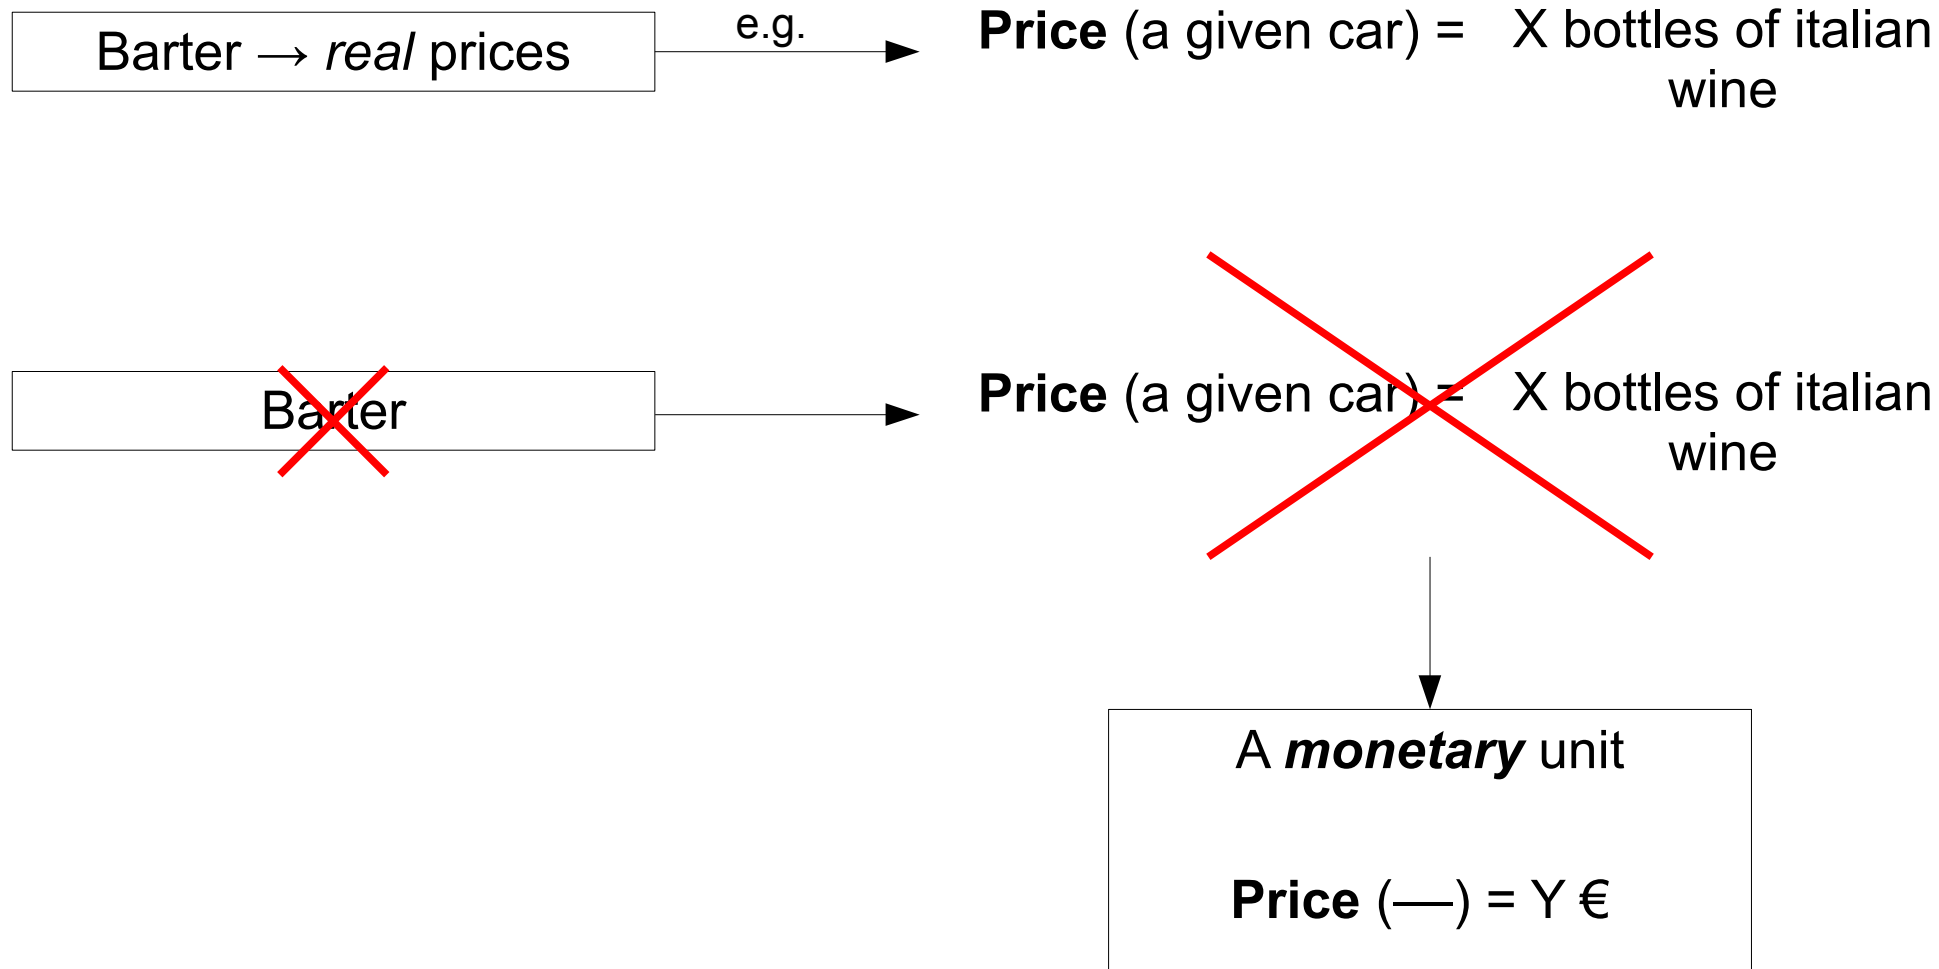 Barter → real prices
e.g.
Price (a given car) = X bottles of italian
wine
Barter
Price (a given car) = X bottles of italian
wine
A monetary unit
Price (—) = Y €